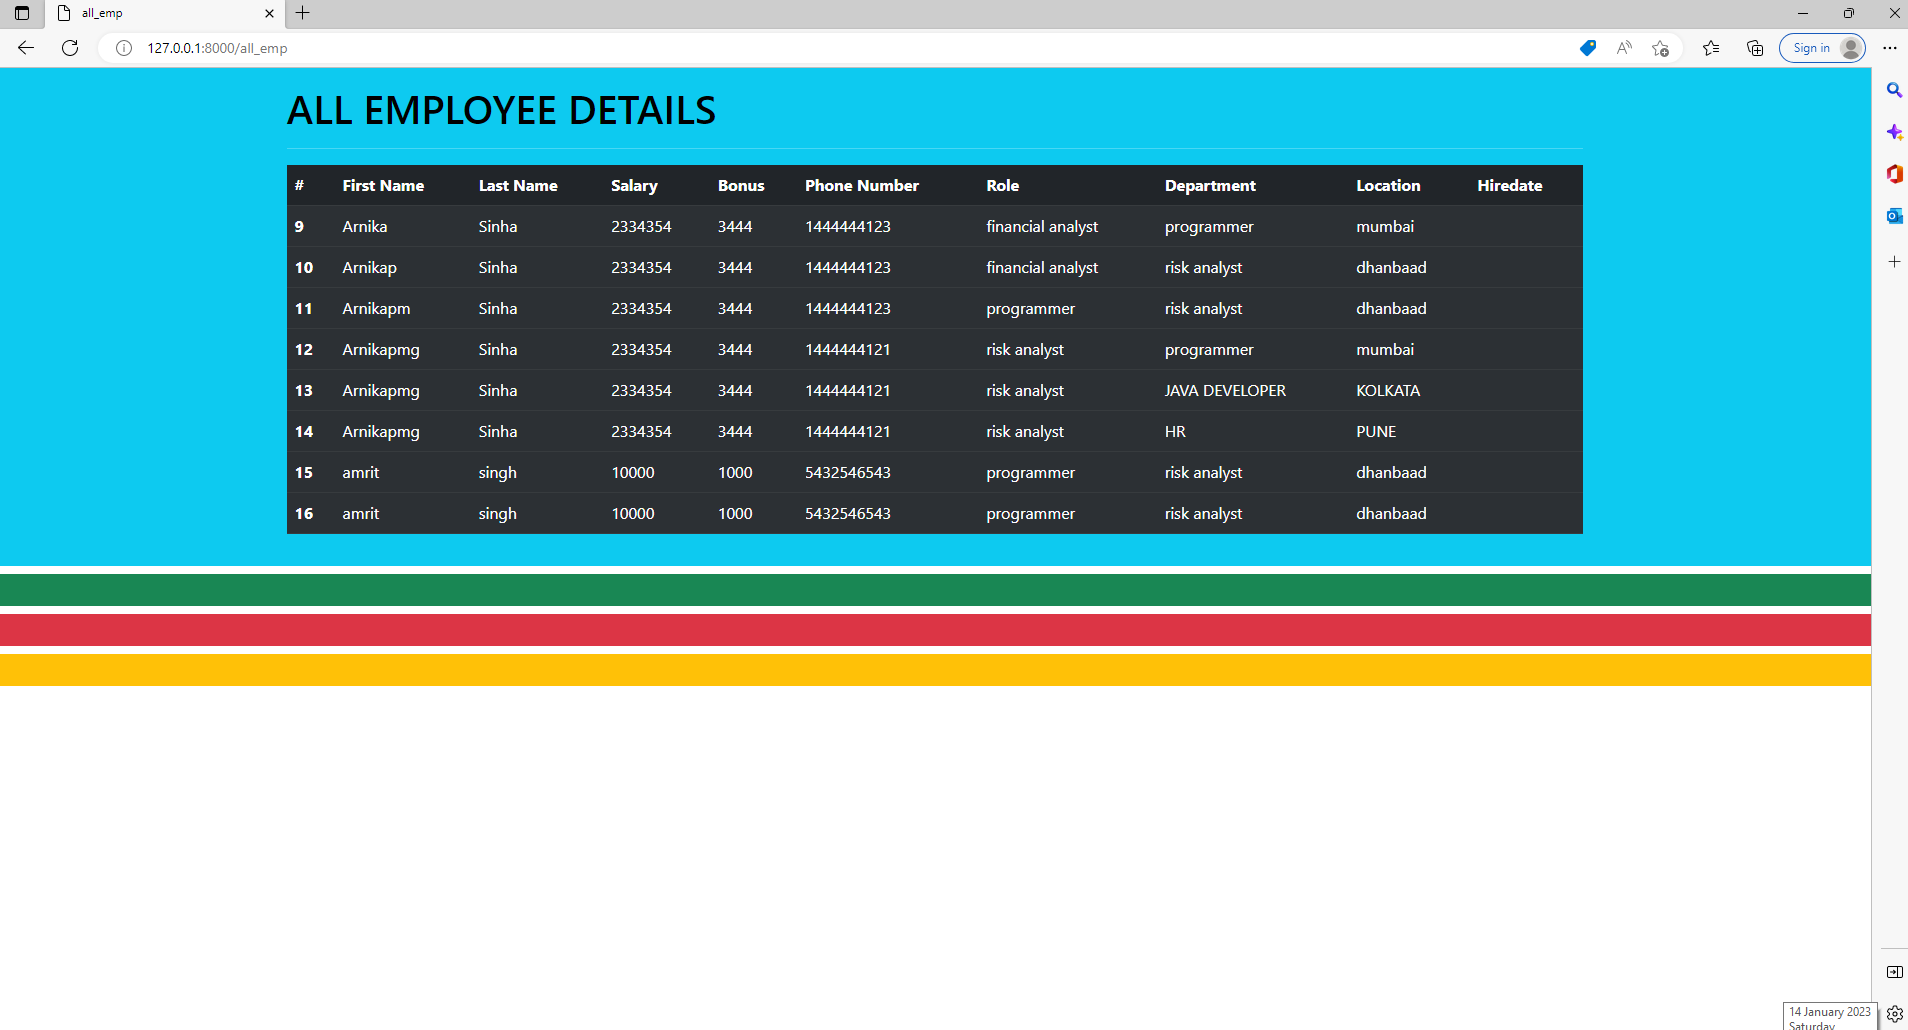 all_emp
127.0.0.1:8000/all_emp
Sign in
ALL EMPLOYEE DETAILS
# First Name Last Name Salary Bonus Phone Number Role Department Location Hiredate
9 Arnika Sinha 2334354 3444 1444444123 financial analyst programmer mumbai
10 Arnikap Sinha 2334354 3444 1444444123 financial analyst risk analyst dhanbaad
11 Arnikapm Sinha 2334354 3444 1444444123 programmer risk analyst dhanbaad
12 Arnikapmg Sinha 2334354 3444 1444444121 risk analyst programmer mumbai
13 Arnikapmg Sinha 2334354 3444 1444444121 risk analyst JAVA DEVELOPER KOLKATA
14 Arnikapmg Sinha 2334354 3444 1444444121 risk analyst HR PUNE
15 amrit singh 10000 1000 5432546543 programmer risk analyst dhanbaad
16 amrit singh 10000 1000 5432546543 programmer risk analyst dhanbaad
14 January 2023
Saturday